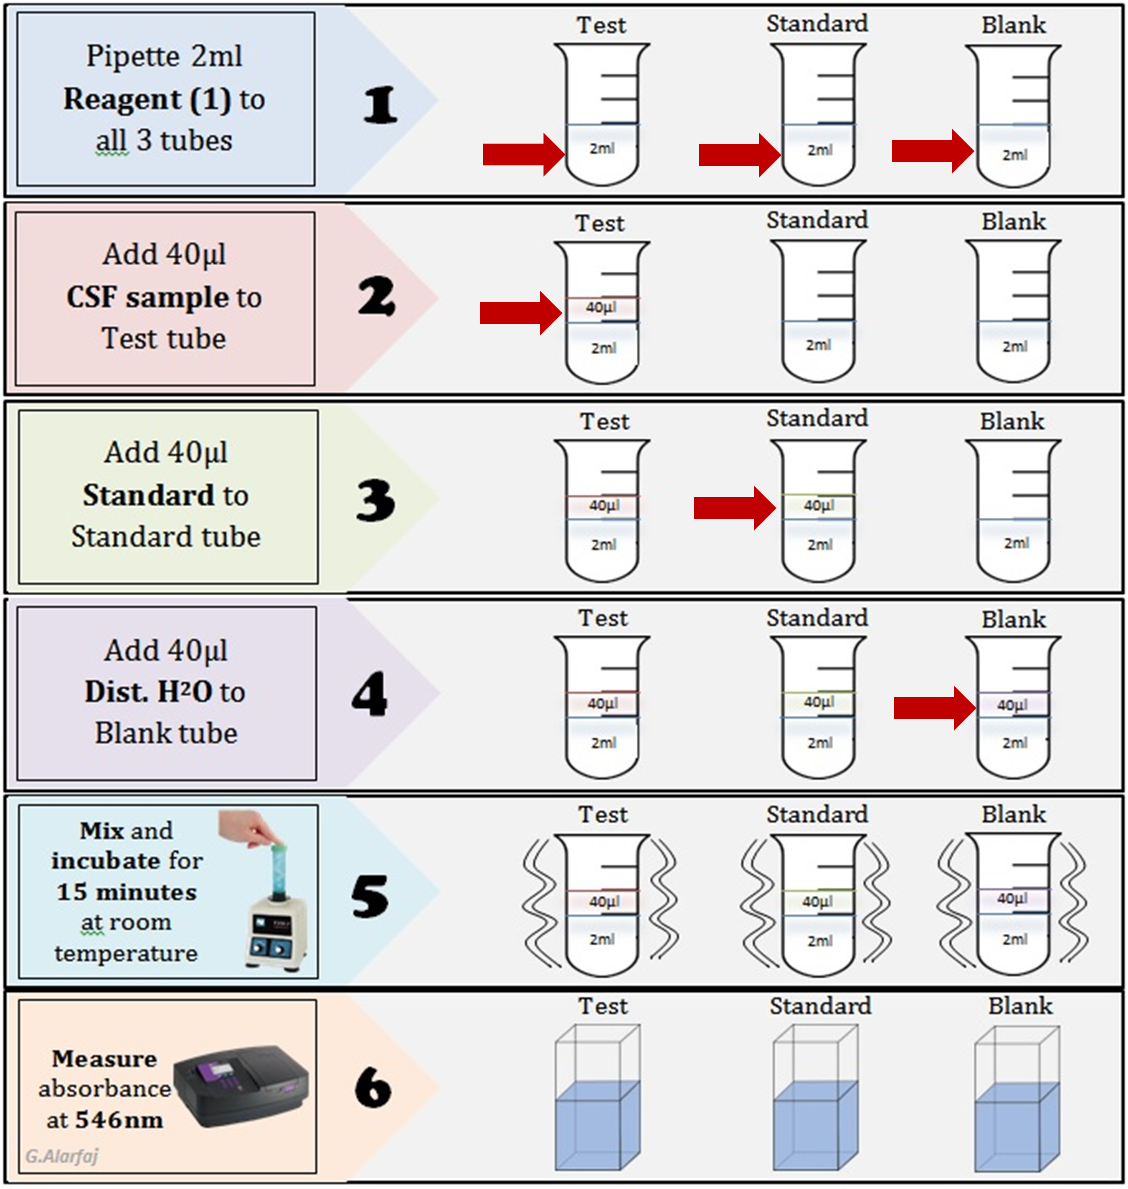 Pipette 2ml
Reagent (1) to
all 3 tubes
1
Test
Standard
Blank
2ml
2ml
2ml
Add 40µl
CSF sample to
Test tube
2
Test
Standard
Blank
40µl
2ml
2ml
2ml
Add 40µl
Standard to
Standard tube
3
Test
Standard
Blank
40µl
40µl
2ml
2ml
2ml
Add 40µl
Dist. H²O to
Blank tube
4
Test
Standard
Blank
40µl
40µl
40µl
2ml
2ml
2ml
Mix and
incubate for
15 minutes
at room
temperature
5
Test
Standard
Blank
40µl
40µl
40µl
2ml
2ml
2ml
Measure
absorbance
at 546nm
G.Alarfaj
6
Test
Standard
Blank